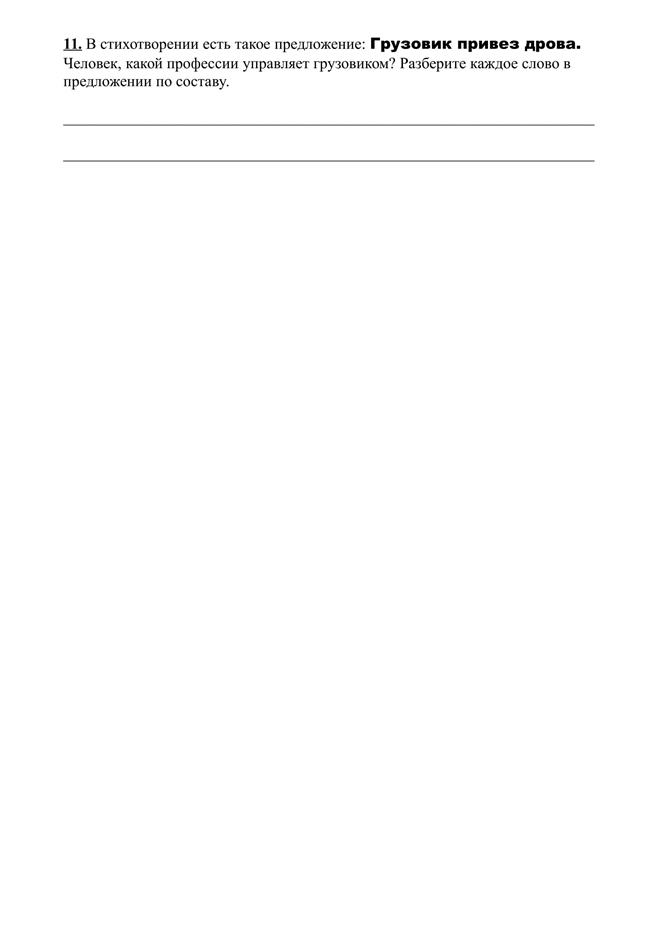 11. В стихотворении есть такое предложение: Грузовик привез дрова.
Человек, какой профессии управляет грузовиком? Разберите каждое слово в
предложении по составу.